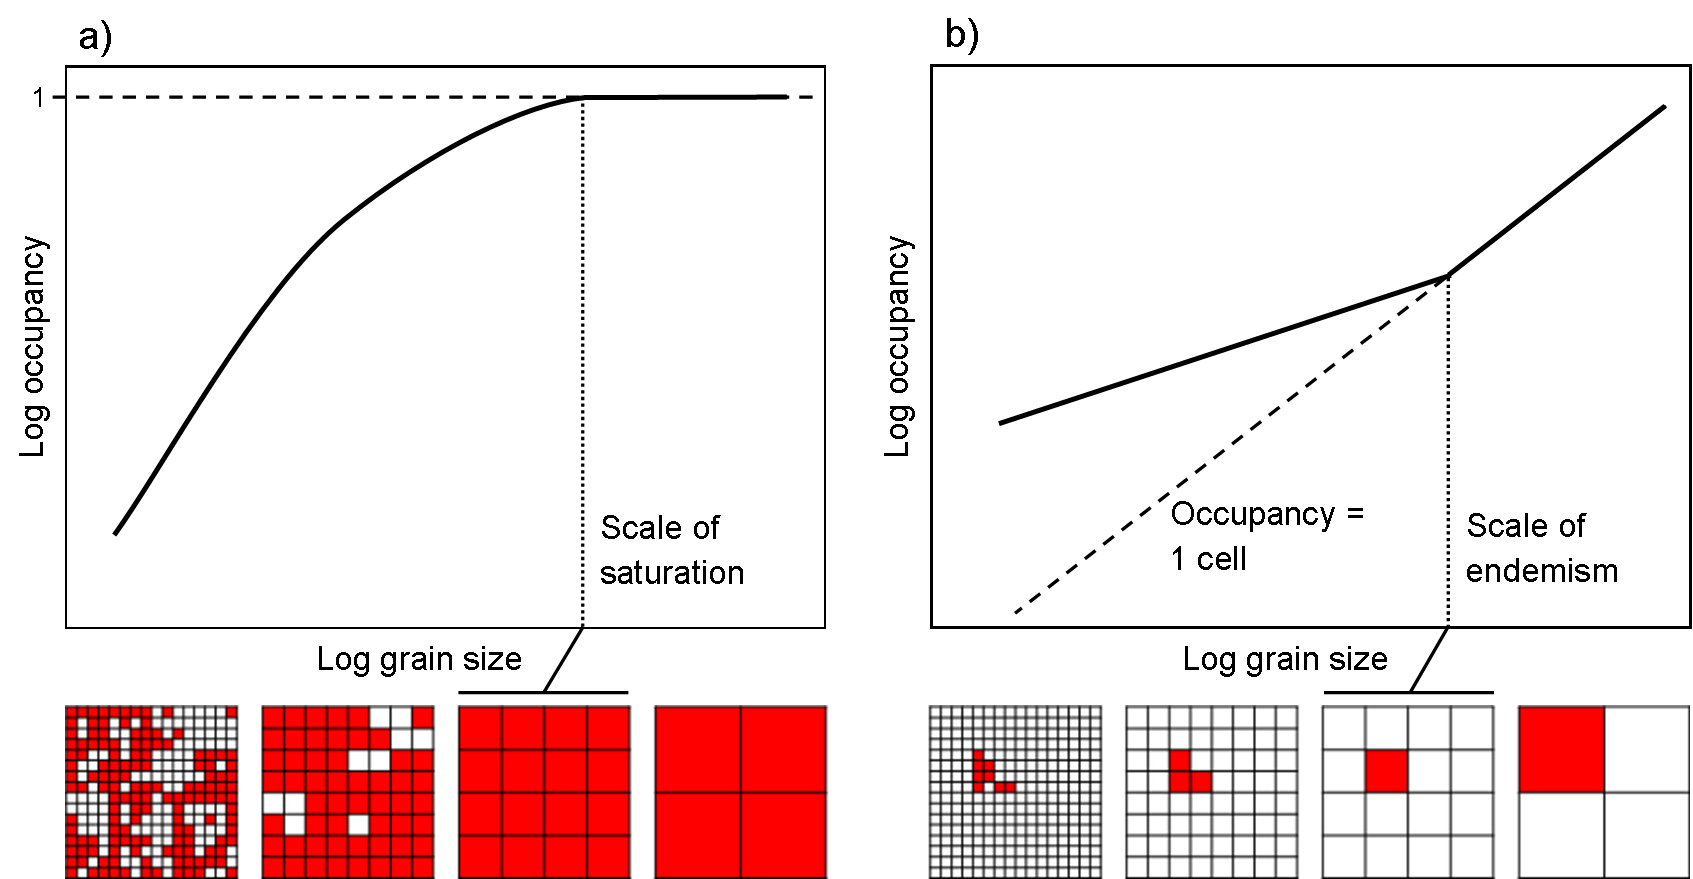 a)
1
Log occupancy
Scale of
saturation
Log grain size
b)
Log occupancy
Occupancy =
1 cell
Scale of
endemism
Log grain size